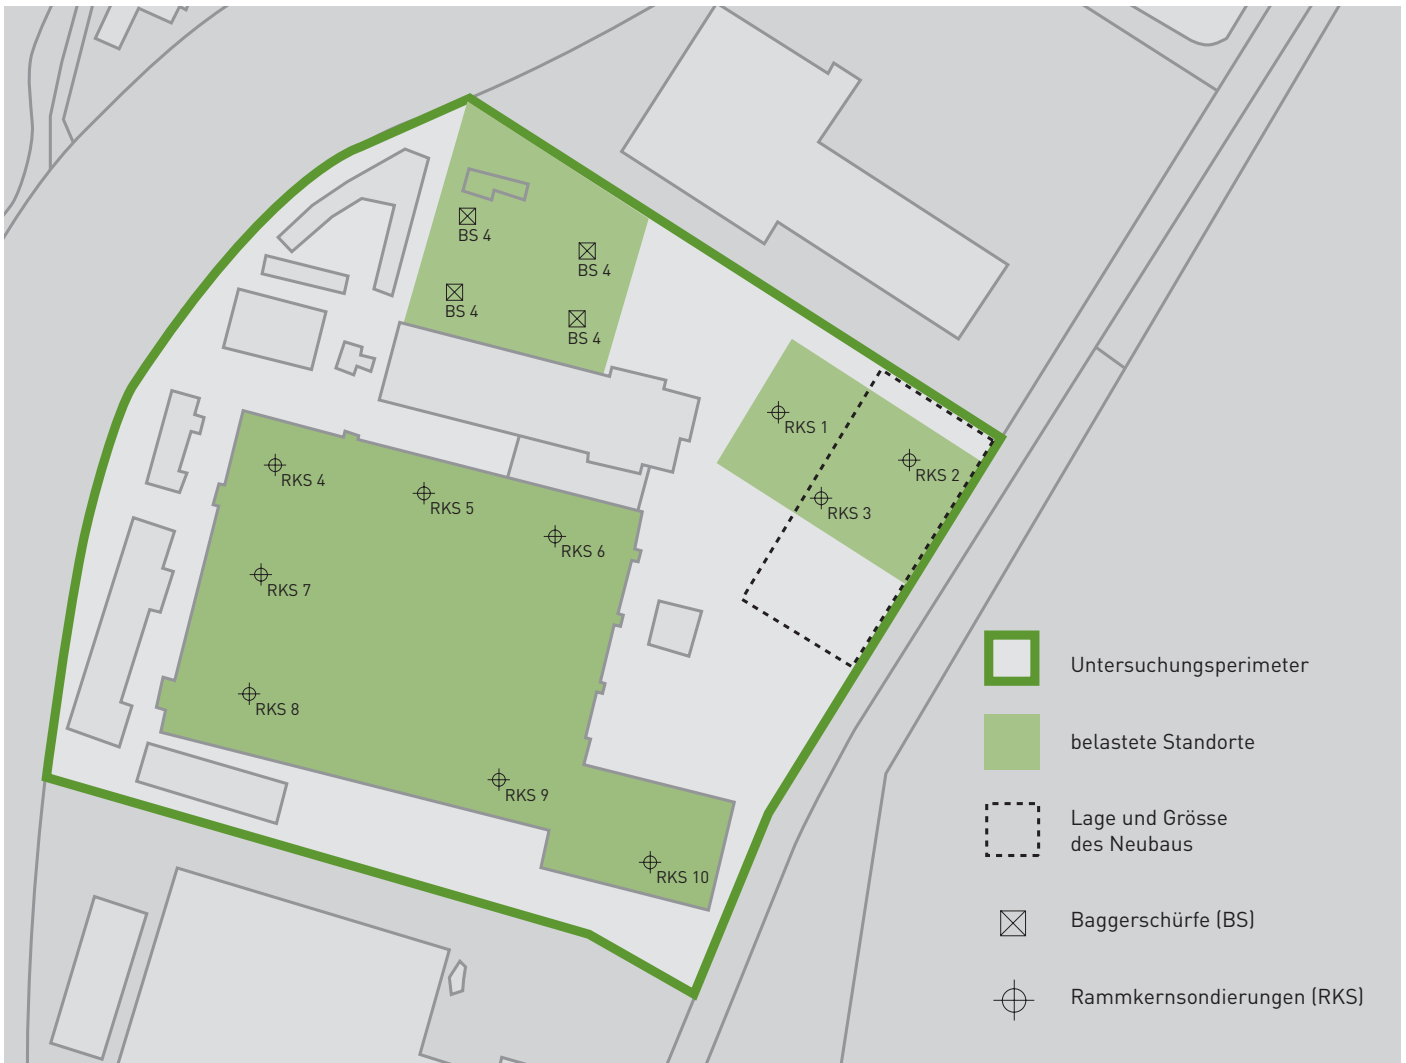 BS 4
BS 4
BS 4
BS 4
RKS 1
RKS 2
RKS 3
RKS 4
RKS 5
RKS 6
RKS 7
RKS 8
RKS 9
RKS 10
Untersuchungsperimeter
belastete Standorte
Lage und Grösse
des Neubaus
Baggerschürfe (BS)
Rammkernsondierungen (RKS)